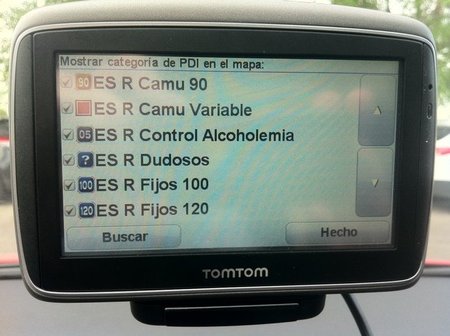 Mostrar categoría de PDI en el mapa:
90 ES R Camu 90
ES R Camu Variable
05 ES R Control Alcoholemia
? ES R Dudosos
100 ES R Fijos 100
120 ES R Fijos 120
Buscar Hecho
TOMTOM